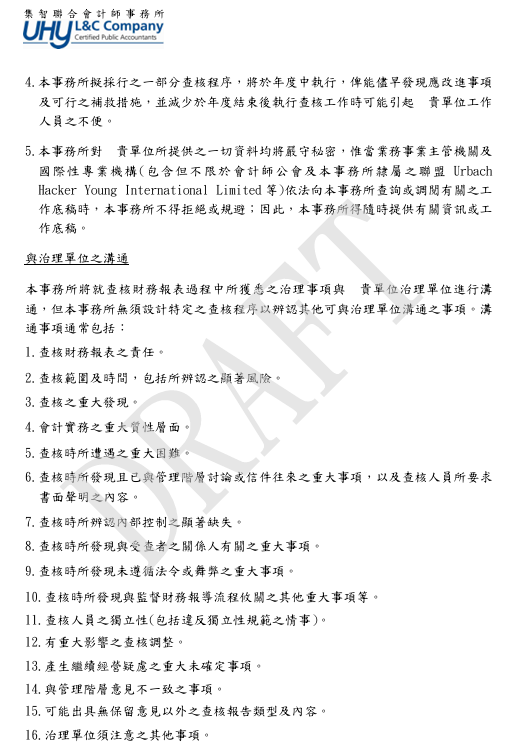 集智聯合會計師事務所
UHY L&C Company
Certified Public Accountants
4.本事務所擬採行之一部分查核程序，將於年度中執行，俾能儘早發現應改進事項
及可行之補救措施，並減少於年度結束後執行查核工作時可能引起　貴單位工作
人員之不便。
5.本事務所對　貴單位所提供之一切資料均將嚴守秘密，惟當業務事業主管機關及
國際性專業機構(包含但不限於會計師公會及本事務所隸屬之聯盟 Urbach
Hacker Young International Limited 等)依法向本事務所查詢或調閱有關之工
作底稿時，本事務所不得拒絕或規避；因此，本事務所得隨時提供有關資訊或工
作底稿。
與治理單位之溝通
本事務所將就查核財務報表過程中所獲悉之治理事項與　貴單位治理單位進行溝
通，但本事務所無須設計特定之查核程序以辨認其他可與治理單位溝通之事項。溝
通事項通常包括：
1.查核財務報表之責任。
2.查核範圍及時間，包括所辨認之顯著風險。
3.查核之重大發現。
4.會計實務之重大質性層面。
5.查核時所遭遇之重大困難。
6.查核時所發現且已與管理階層討論或信件往來之重大事項，以及查核人員所要求
書面聲明之內容。
7.查核時所辨認內部控制之顯著缺失。
8.查核時所發現與受查者之關係人有關之重大事項。
9.查核時所發現未遵循法令或舞弊之重大事項。
10.查核時所發現與監督財務報導流程攸關之其他重大事項等。
11.查核人員之獨立性(包括違反獨立性規範之情事)。
12.有重大影響之查核調整。
13.產生繼續經營疑慮之重大未確定事項。
14.與管理階層意見不一致之事項。
15.可能出具無保留意見以外之查核報告類型及內容。
16.治理單位須注意之其他事項。
DRAFT